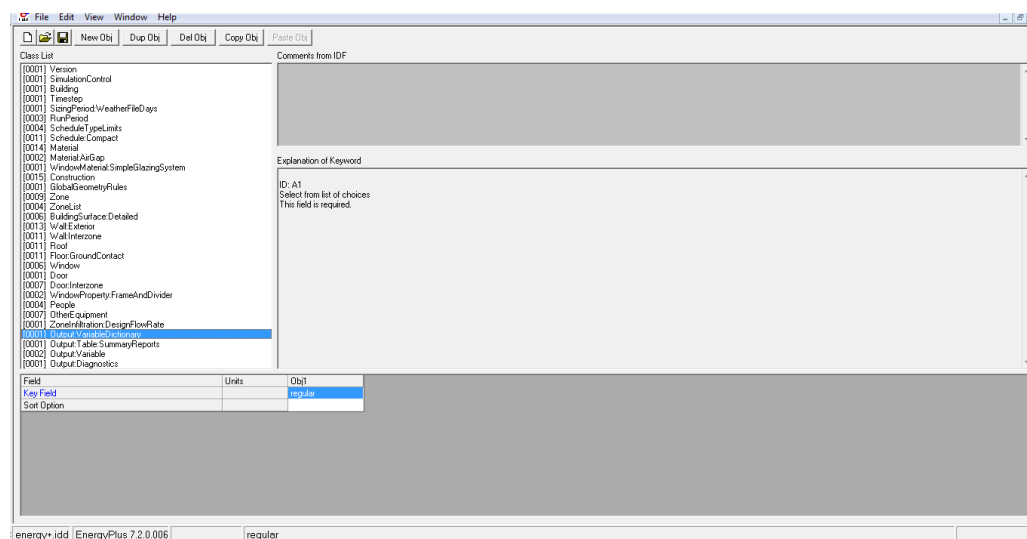 File Edit View Window Help
New Obj Dup Obj Del Obj Copy Obj Paste Obj
Class List
Comments from IDF
[0001] Version
[0001] SimulationControl
[0001] Building
[0001] Timestep
[0001] SizingPeriod:WeatherFileDays
[0003] RunPeriod
[0004] ScheduleTypeLimits
[0011] Schedule:Compact
[0014] Material
[0002] Material:AirGap
[0001] WindowMaterial:SimpleGlazingSystem
[0015] Construction
[0001] GlobalGeometryRules
[0009] Zone
[0004] ZoneList
[0006] BuildingSurface:Detailed
[0013] Wall:Exterior
[0011] Wall:Interzone
[0011] Roof
[0011] Floor:GroundContact
[0006] Window
[0001] Door
[0007] Door:Interzone
[0002] WindowProperty:FrameAndDivider
[0004] People
[0007] OtherEquipment
[0001] ZoneInfiltration:DesignFlowRate
[0001] Output:VariableDictionary
[0001] Output:Table:SummaryReports
[0002] Output:Variable
[0001] Output:Diagnostics
Explanation of Keyword
ID: A1
Select from list of choices
This field is required.
Field Units Obj1
Key Field regular
Sort Option
energy+.idd EnergyPlus 7.2.0.006 regular